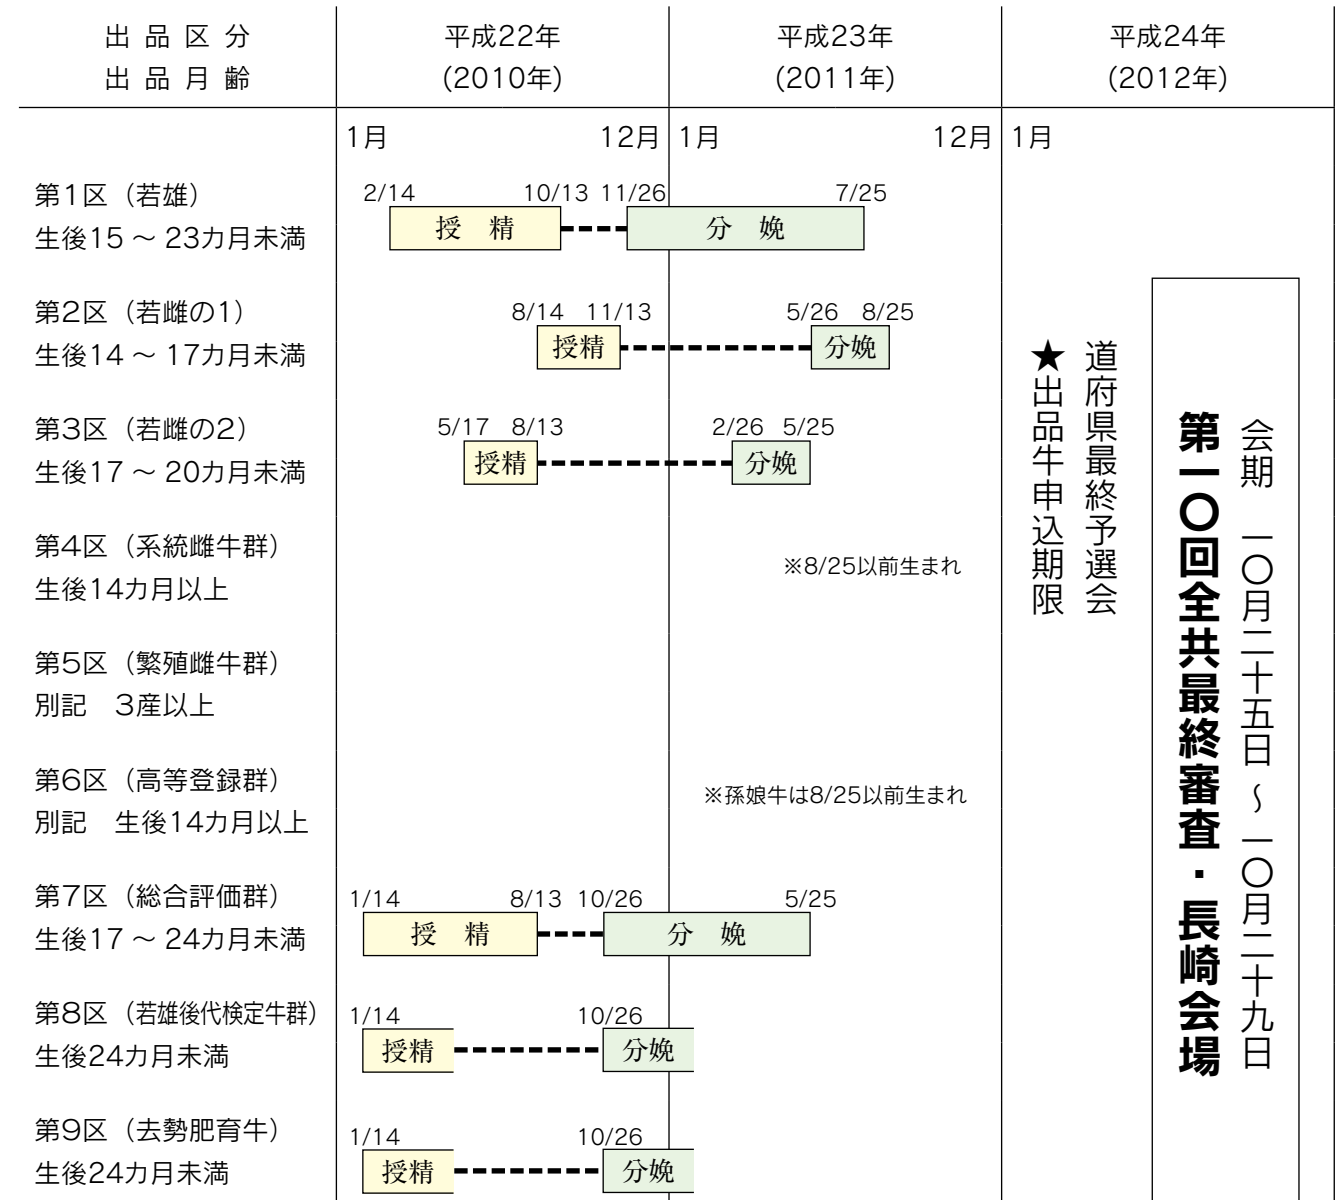 出品区分
出品月齢
平成22年
(2010年)
平成23年
(2011年)
平成24年
(2012年)
1月
12月
1月
12月
1月
第1区（若雄）
生後15 ～ 23カ月未満
2/14
10/13
11/26
7/25
授　精
分　娩
第2区（若雌の1）
生後14 ～ 17カ月未満
8/14
11/13
5/26
8/25
授精
分娩
第3区（若雌の2）
生後17 ～ 20カ月未満
5/17
8/13
2/26
5/25
授精
分娩
第4区（系統雌牛群）
生後14カ月以上
※8/25以前生まれ
第5区（繁殖雌牛群）
別記　3産以上
第6区（高等登録群）
別記　生後14カ月以上
※孫娘牛は8/25以前生まれ
第7区（総合評価群）
生後17 ～ 24カ月未満
1/14
8/13
10/26
5/25
授　精
分　娩
第8区（若雄後代検定牛群）
生後24カ月未満
1/14
10/26
授精
分娩
第9区（去勢肥育牛）
生後24カ月未満
1/14
10/26
授精
分娩
道府県最終予選会
★出品牛申込期限
会期　一〇月二十五日～一〇月二十九日
第一〇回全共最終審査・長崎会場